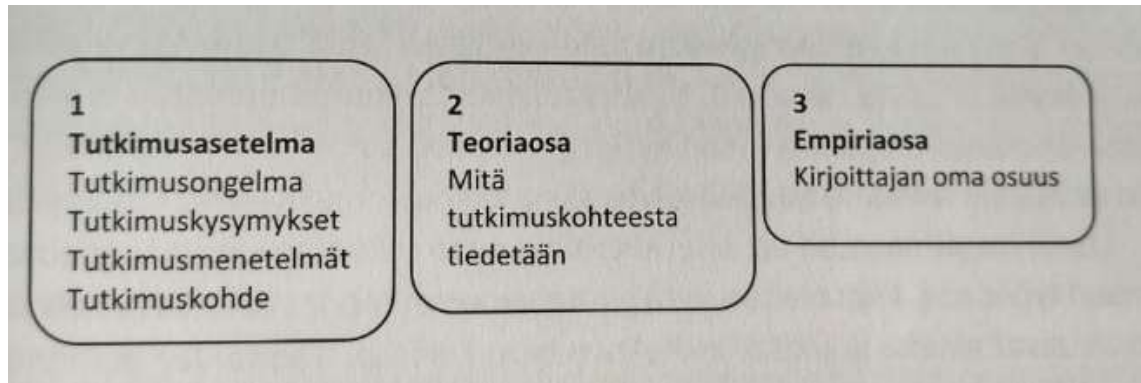 1
Tutkimusasetelma
Tutkimusongelma
Tutkimuskysymykset
Tutkimusmenetelmät
Tutkimuskohde
2
Teoriaosa
Mitä
tutkimuskohteesta
tiedetään
3
Empiriaosa
Kirjoittajan oma osuus